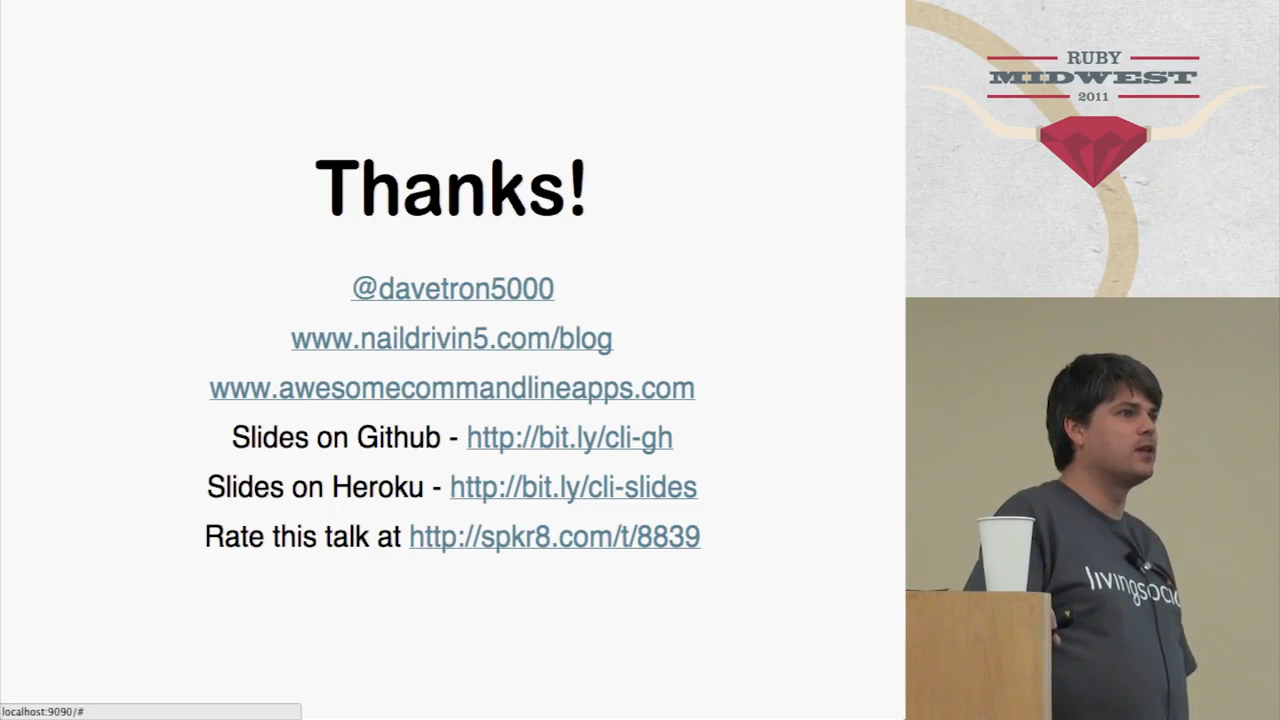 Thanks!
@davetron5000
www.naildrivin5.com/blog
www.awesomecommandlineapps.com
Slides on Github - http://bit.ly/cli-gh
Slides on Heroku - http://bit.ly/cli-slides
Rate this talk at http://spkr8.com/t/8839
localhost:9090/#
RUBY
MIDWEST
2011
livingsoci